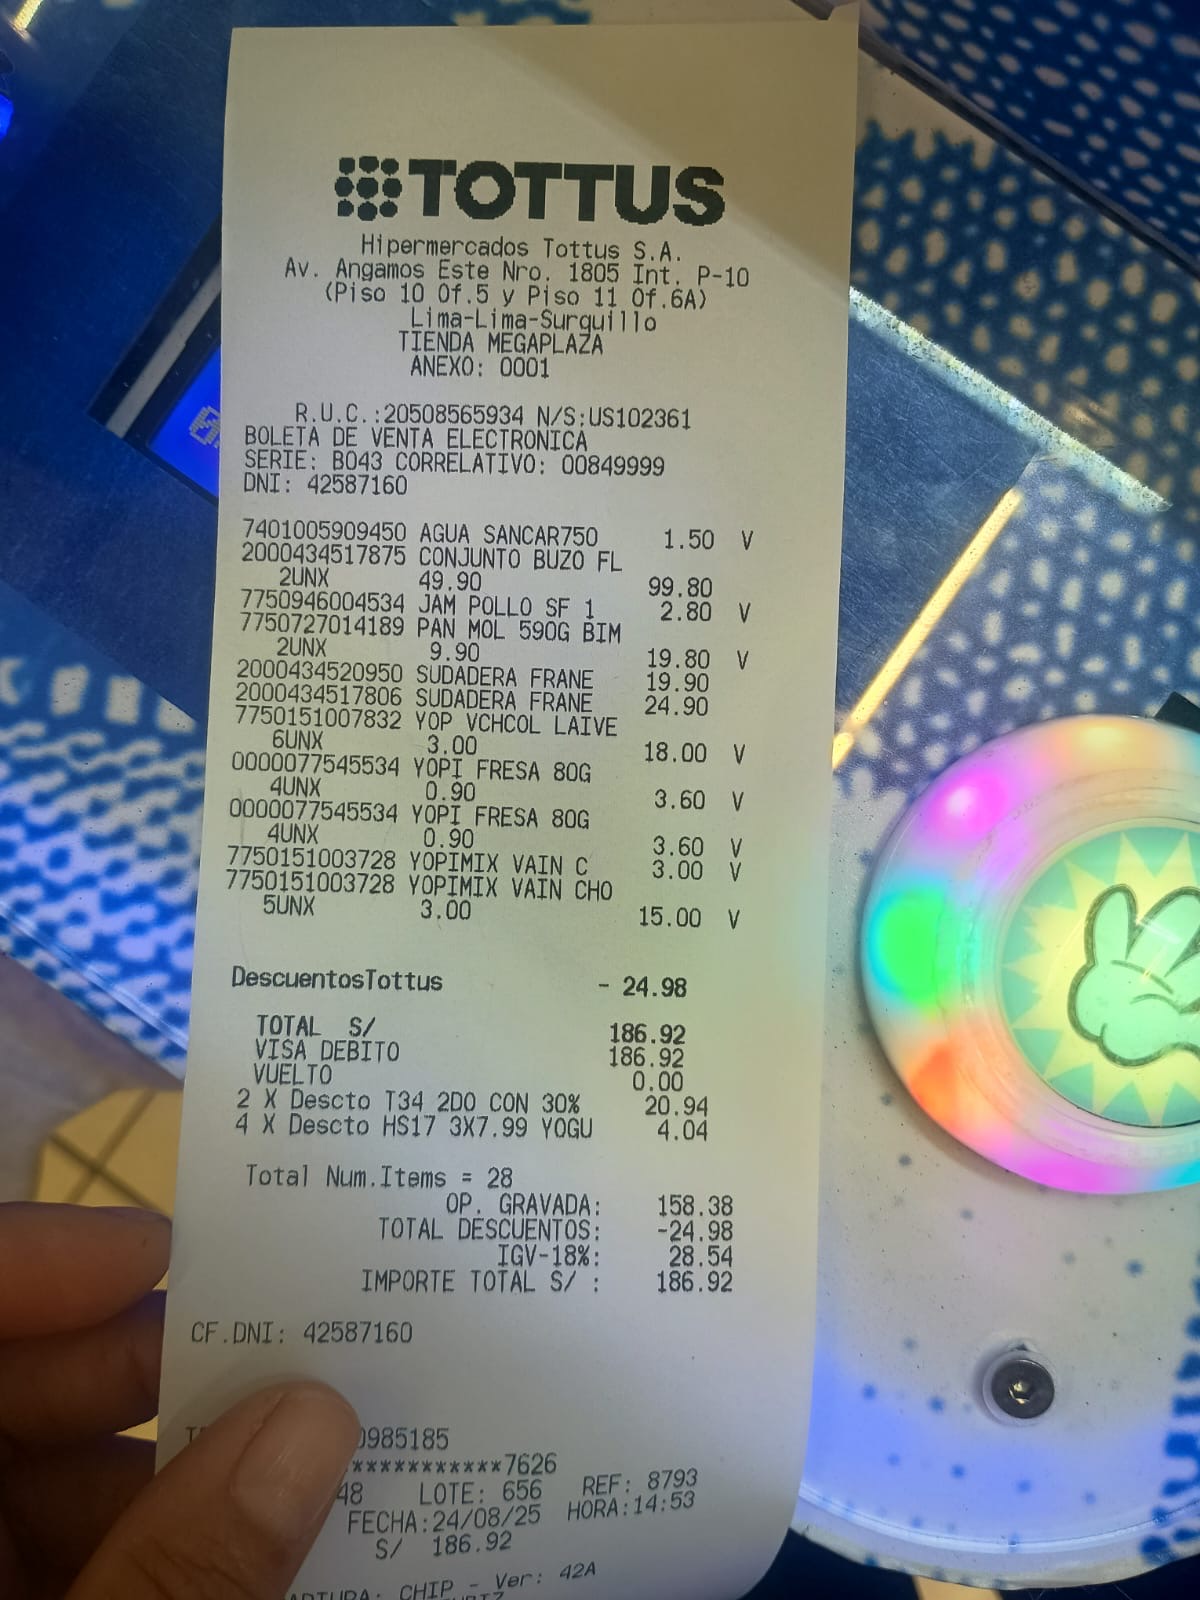 TOTTUS
Hipermercados Tottus S.A.
Av. Angamos Este Nro. 1805 Int. P-10
(Piso 10 Of.5 y Piso 11 Of.6A)
Lima-Lima-Surquillo
TIENDA MEGAPLAZA
ANEXO: 0001
R.U.C.:20508565934 N/S:US102361
BOLETA DE VENTA ELECTRONICA
SERIE: B043 CORRELATIVO: 00849999
DNI: 42587160
7401005909450 AGUA SANCAR750 1.50 V
2000434517875 CONJUNTO BUZO FL
2UNX 49.90 99.80
7750946004534 JAM POLLO SF 1 2.80 V
7750727014189 PAN MOL 590G BIM
2UNX 9.90 19.80 V
2000434520950 SUDADERA FRANE 19.90
2000434517806 SUDADERA FRANE 24.90
7750151007832 YOP VCHCOL LAIVE
6UNX 3.00 18.00 V
0000077545534 YOPI FRESA 80G
4UNX 0.90 3.60 V
0000077545534 YOPI FRESA 80G
4UNX 0.90 3.60 V
7750151003728 YOPIMIX VAIN C 3.00 V
7750151003728 YOPIMIX VAIN CHO
5UNX 3.00 15.00 V
DescuentosTottus - 24.98
TOTAL S/ 186.92
VISA DEBITO 186.92
VUELTO 0.00
2 X Descto T34 2DO CON 30% 20.94
4 X Descto HS17 3X7.99 YOGU 4.04
Total Num.Items = 28
OP. GRAVADA: 158.38
TOTAL DESCUENTOS: -24.98
IGV-18%: 28.54
IMPORTE TOTAL S/ : 186.92
CF.DNI: 42587160
985185
************7626
48 LOTE: 656 REF: 8793
FECHA:24/08/25 HORA:14:53
S/ 186.92
CHIP - Ver: 42A